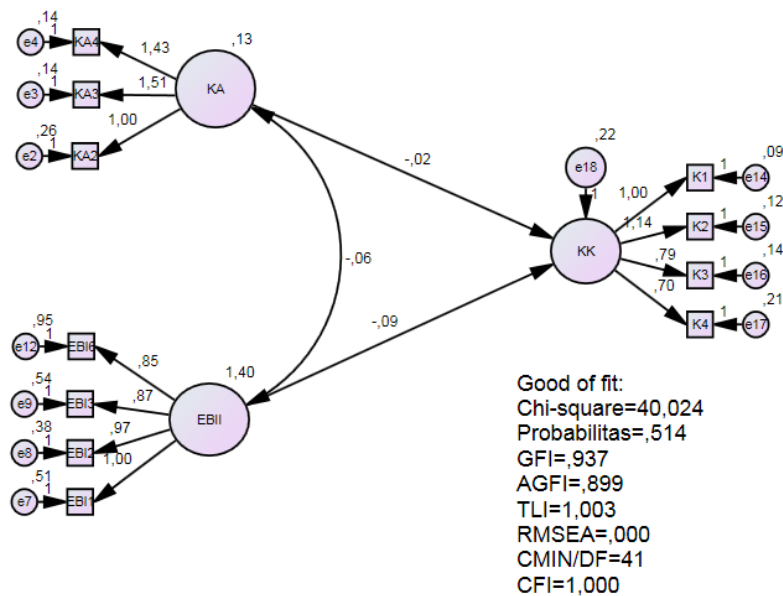 ,14
e4
1
KA4
1,43
,13
KA
,14
e3
1
KA3
1,51
,26
e2
1
KA2
1,00
-,02
,22
e18
1
KK
1,00
K1
1
,09
e14
1,14
K2
1
,12
e15
,79
K3
1
,14
e16
,70
K4
1
,21
e17
-,06
-,09
,95
e12
1
EBI6
,85
1,40
EBII
,54
e9
1
EBI3
,87
,38
e8
1
EBI2
,97
,51
e7
1
EBI1
1,00
Good of fit:
Chi-square=40,024
Probabilitas=,514
GFI=,937
AGFI=,899
TLI=1,003
RMSEA=,000
CMIN/DF=41
CFI=1,000